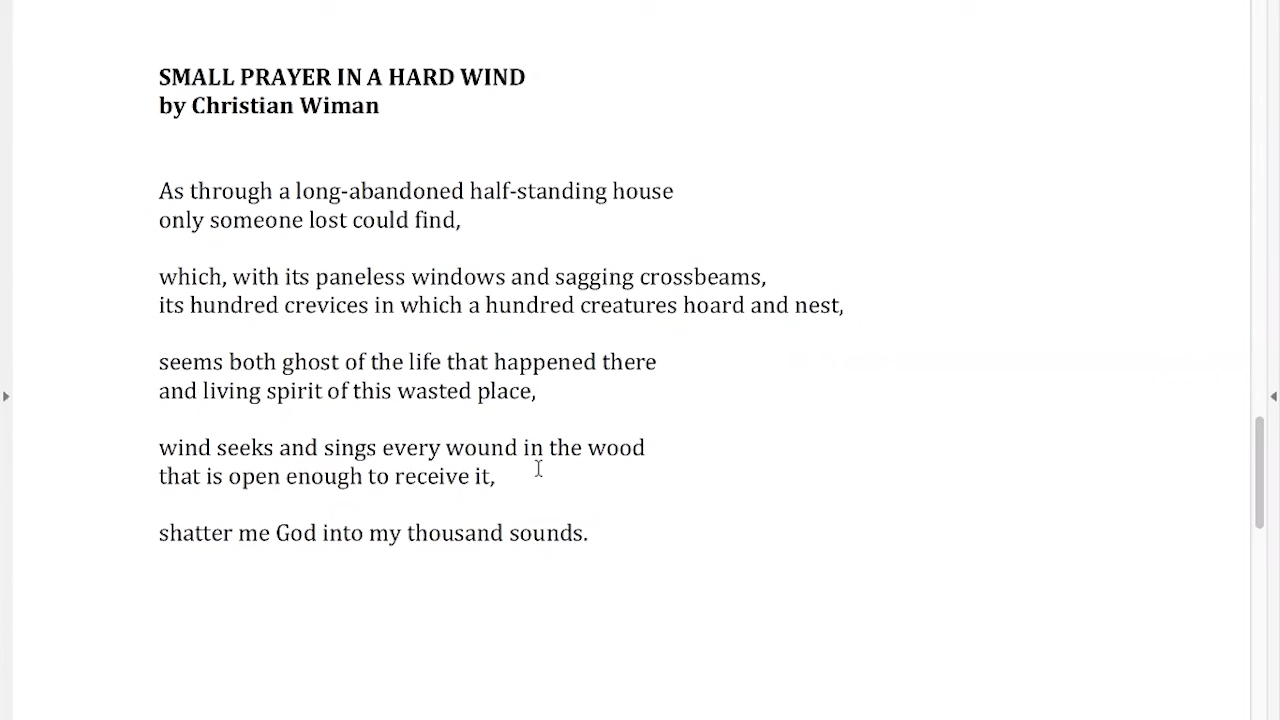 SMALL PRAYER IN A HARD WIND
by Christian Wiman
As through a long-abandoned half-standing house
only someone lost could find,
which, with its paneless windows and sagging crossbeams,
its hundred crevices in which a hundred creatures hoard and nest,
seems both ghost of the life that happened there
and living spirit of this wasted place,
wind seeks and sings every wound in the wood
that is open enough to receive it,
shatter me God into my thousand sounds.